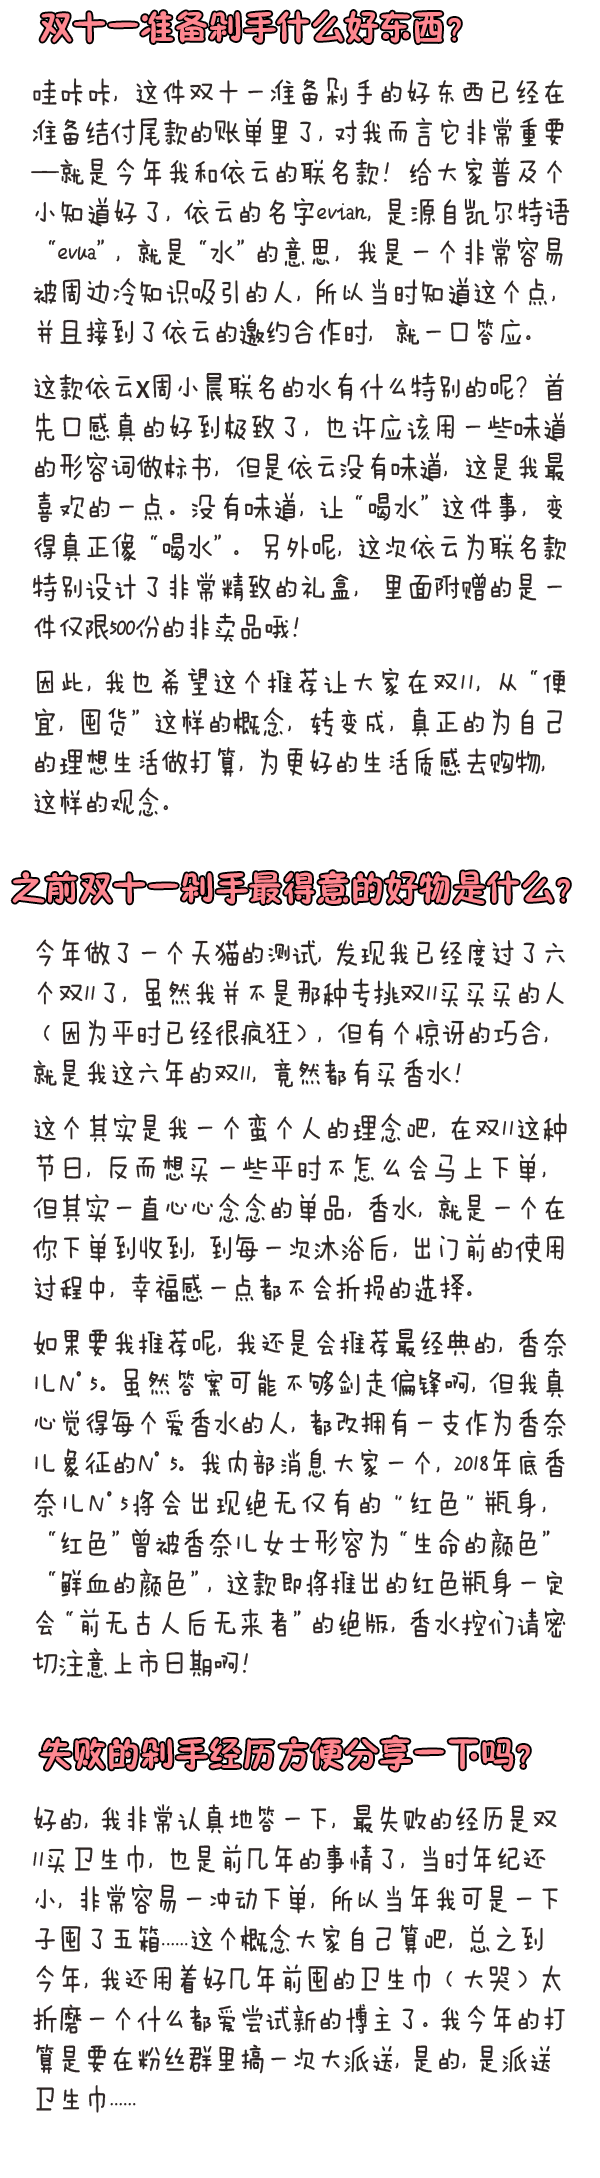 双十一准备剁手什么好东西?
哇咔咔, 这件双十一准备剁手的好东西已经在
准备结付尾款的账单里了, 对我而言它非常重要
—就是今年我和依云的联名款! 给大家普及个
小知道好了, 依云的名字evian, 是源自凯尔特语
“evua”, 就是“水”的意思, 我是一个非常容易
被周边冷知识吸引的人, 所以当时知道这个点,
并且接到了依云的邀约合作时, 就一口答应。
这款依云X周小晨联名的水有什么特别的呢? 首
先口感真的好到极致了, 也许应该用一些味道
的形容词做标书, 但是依云没有味道, 这是我最
喜欢的一点。没有味道, 让“喝水”这件事, 变
得真正像“喝水”。另外呢, 这次依云为联名款
特别设计了非常精致的礼盒, 里面附赠的是一
件仅限500份的非卖品哦!
因此, 我也希望这个推荐让大家在双11, 从“便
宜, 囤货”这样的概念, 转变成, 真正的为自己
的理想生活做打算, 为更好的生活质感去购物,
这样的观念。
之前双十一剁手最得意的好物是什么?
今年做了一个天猫的测试, 发现我已经度过了六
个双11了, 虽然我并不是那种专挑双11买买买的人
(因为平时已经很疯狂), 但有个惊讶的巧合,
就是我这六年的双11, 竟然都有买香水!
这个其实是我一个蛮个人的理念吧, 在双11这种
节日, 反而想买一些平时不怎么会马上下单,
但其实一直心心念念的单品, 香水, 就是一个在
你下单到收到, 到每一次沐浴后, 出门前的使用
过程中, 幸福感一点都不会折损的选择。
如果要我推荐呢, 我还是会推荐最经典的, 香奈
儿N°5。虽然答案可能不够剑走偏锋啊, 但我真
心觉得每个爱香水的人, 都改拥有一支作为香奈
儿象征的N°5。我内部消息大家一个, 2018年底香
奈儿N°5将会出现绝无仅有的“红色“瓶身,
“红色”曾被香奈儿女士形容为“生命的颜色”
“鲜血的颜色”, 这款即将推出的红色瓶身一定
会“前无古人后无来者”的绝版, 香水控们请密
切注意上市日期啊!
失败的剁手经历方便分享一下吗?
好的, 我非常认真地答一下, 最失败的经历是双
11买卫生巾, 也是前几年的事情了, 当时年纪还
小, 非常容易一冲动下单, 所以当年我可是一下
子囤了五箱……这个概念大家自己算吧, 总之到
今年, 我还用着好几年前囤的卫生巾(大哭)太
折磨一个什么都爱尝试新的博主了。我今年的打
算是要在粉丝群里搞一次大派送, 是的, 是派送
卫生巾……